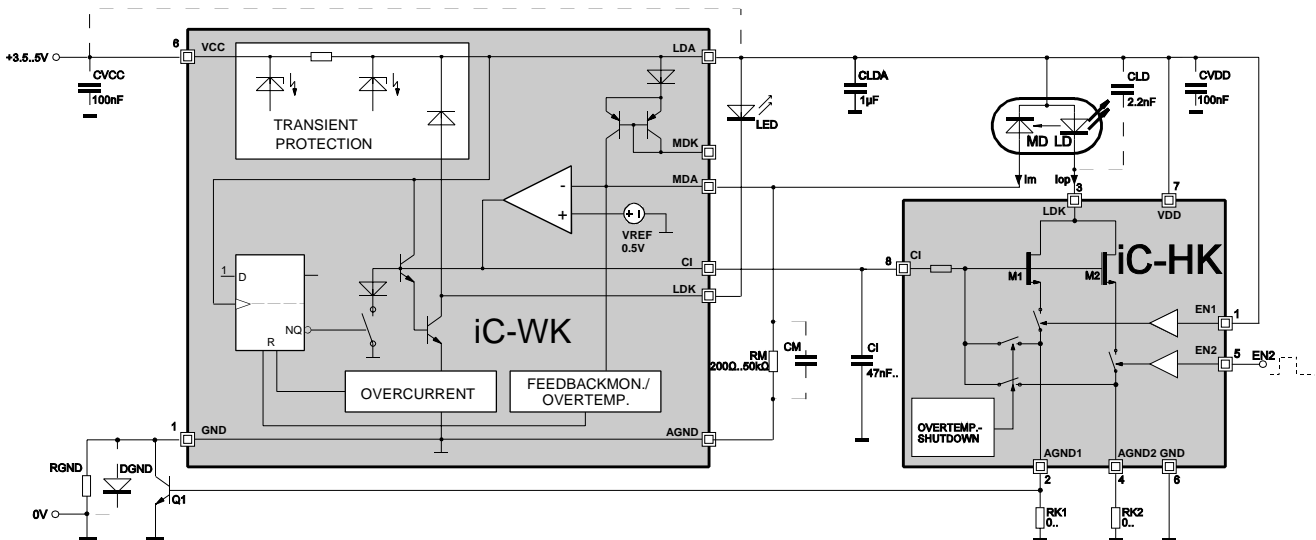 +3.5..5V
CVCC
100nF
6
VCC
TRANSIENT
PROTECTION
LDA
LED
MDK
MDA
-
+
VREF
0.5V
CI
LDK
1
D
NQ
R
iC-WK
OVERCURRENT
FEEDBACKMON./
OVERTEMP.
1
GND
AGND
RGND
DGND
Q1
0V
CLDA
1µF
RM
200Ω..50kΩ
CM
CI
47nF..
MD LD
CLD
2.2nF
CVDD
100nF
Im
Iop
3
LDK
7
VDD
8
CI
iC-HK
M1
M2
EN1
1
EN2
5
EN2
OVERTEMP.-
SHUTDOWN
AGND1
AGND2
GND
2
4
6
RK1
0..
RK2
0..